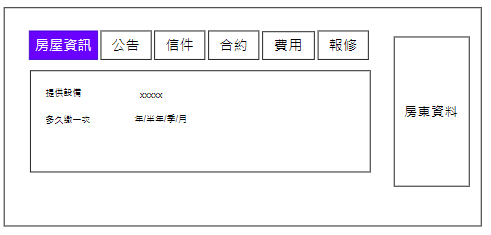 房屋資訊 公告 信件 合約 費用 報修
提供設備 xxxxx
多久繳一次 年/半年/季/月
房東資料